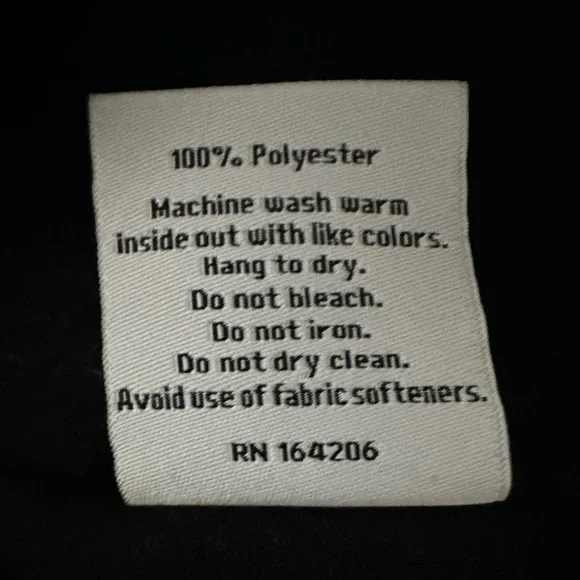 100% Polyester
Machine wash warm
inside out with like colors.
Hang to dry.
Do not bleach.
Do not iron.
Do not dry clean.
Avoid use of fabric softeners.
RN 164206